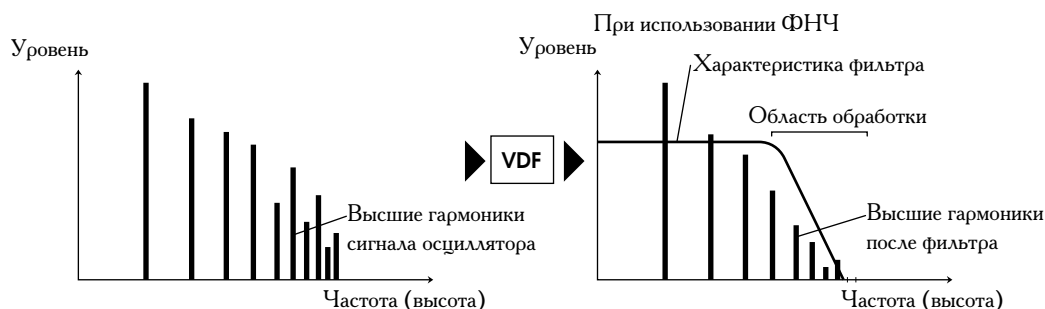 При использовании ФНЧ
Уровень
Высшие гармоники
сигнала осциллятора
Частота (высота)
VDF
Уровень
Характеристика фильтра
Область обработки
Высшие гармоники
после фильтра
Частота (высота)